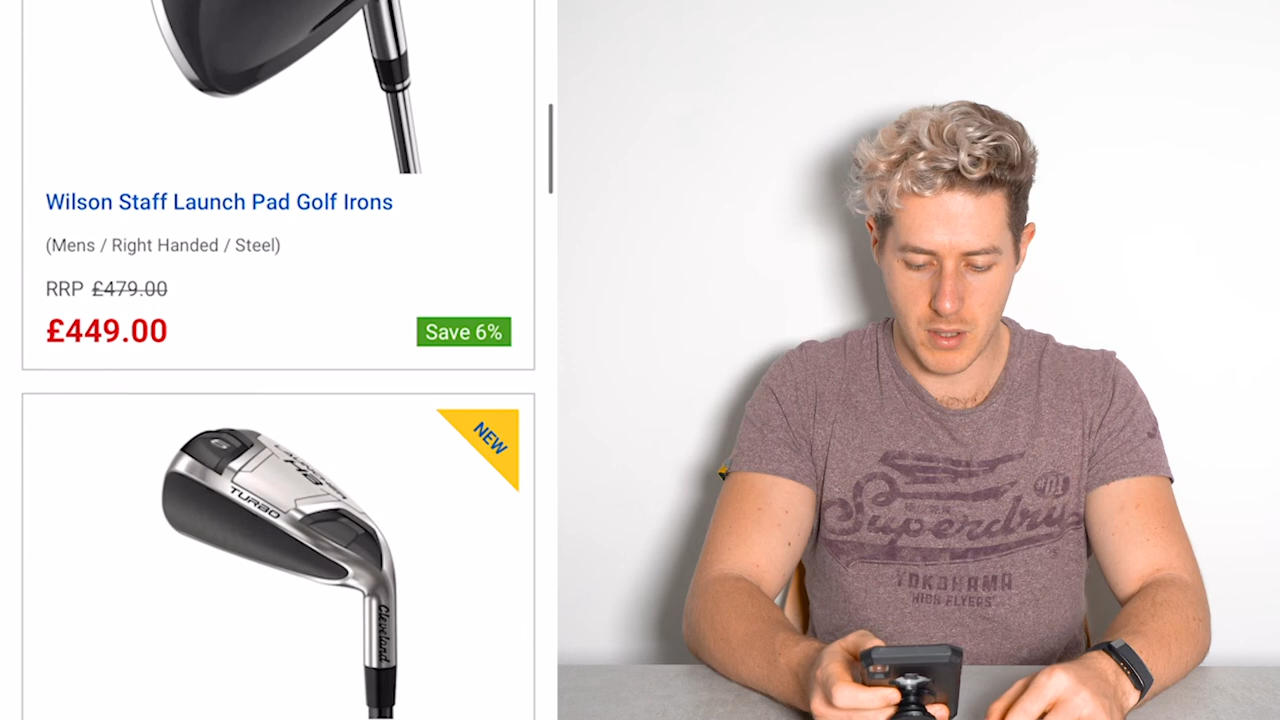 Wilson Staff Launch Pad Golf Irons
(Mens / Right Handed / Steel)
RRP £479.00
£449.00
Save 6%
NEW
TURBO
Cleveland
#01
Superdry
YOKOHAMA
HIGH FLYERS